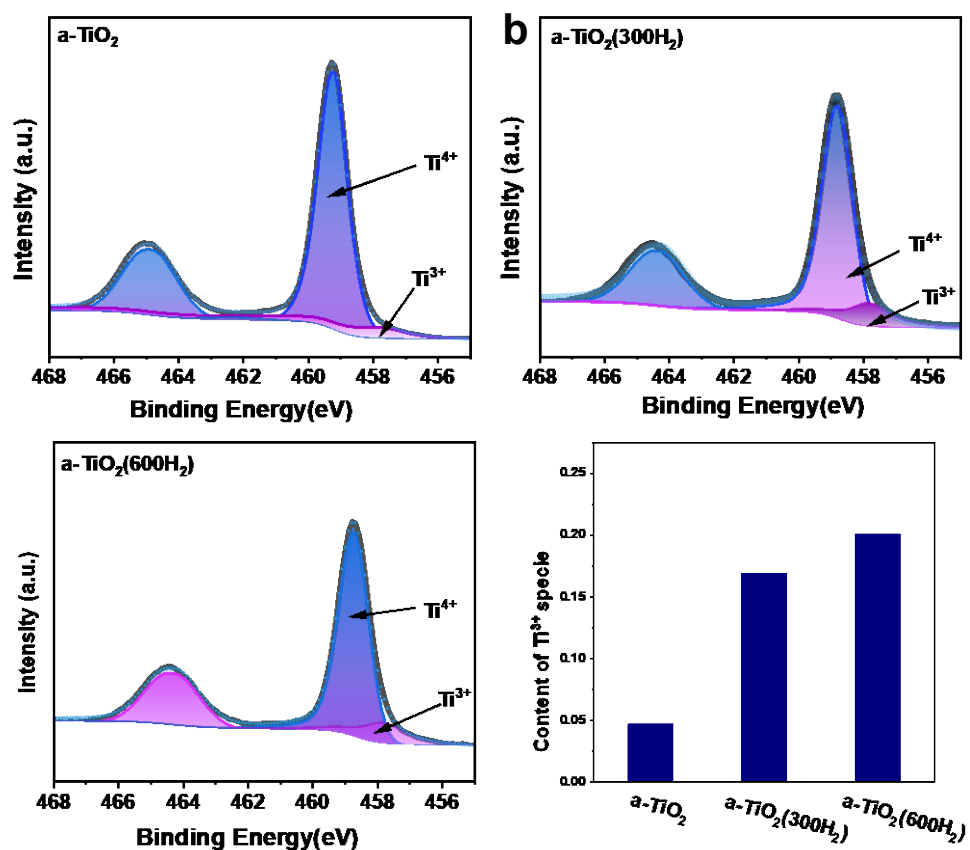 a-TiO₂
Intensity (a.u.)
Ti⁴⁺
Ti³⁺
468 466 464 462 460 458 456
Binding Energy(eV)
b
a-TiO₂(300H₂)
Intensity (a.u.)
Ti⁴⁺
Ti³⁺
468 466 464 462 460 458 456
Binding Energy(eV)
a-TiO₂(600H₂)
Intensity (a.u.)
Ti⁴⁺
Ti³⁺
468 466 464 462 460 458 456
Binding Energy(eV)
Content of Ti³⁺ specie
0.25
0.20
0.15
0.10
0.05
0.00
a-TiO₂
a-TiO₂(300H₂)
a-TiO₂(600H₂)